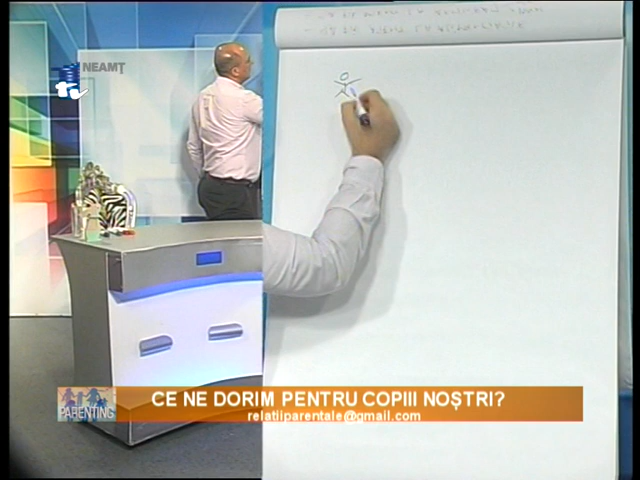 NEAMȚ
tv
PARENTING
CE NE DORIM PENTRU COPIII NOȘTRI?
relatiiparentale@gmail.com